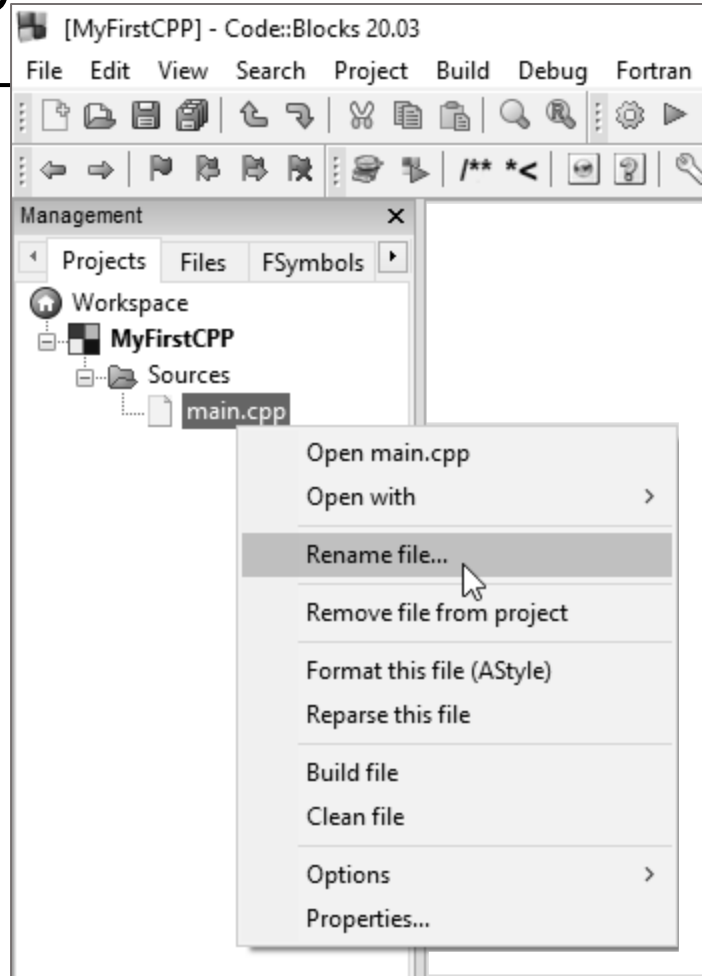 [MyFirstCPP] - Code::Blocks 20.03
File Edit View Search Project Build Debug Fortran
/** *<
Management
Projects Files FSymbols
Workspace
MyFirstCPP
Sources
main.cpp
Open main.cpp
Open with
Rename file...
Remove file from project
Format this file (AStyle)
Reparse this file
Build file
Clean file
Options
Properties...